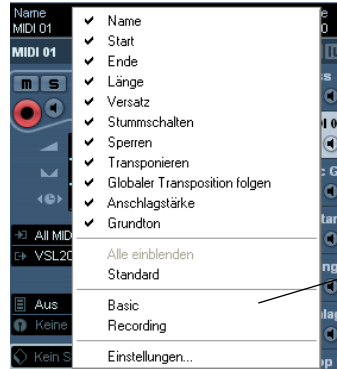 Name
MIDI 01
MIDI 01
m S
All MID
VSL20
Aus
Keine
Kein S
✔ Name
✔ Start
✔ Ende
✔ Länge
✔ Versatz
✔ Stummschalten
✔ Sperren
✔ Transponieren
✔ Globaler Transposition folgen
✔ Anschlagstärke
✔ Grundton
Alle einblenden
Standard
Basic
Recording
Einstellungen...